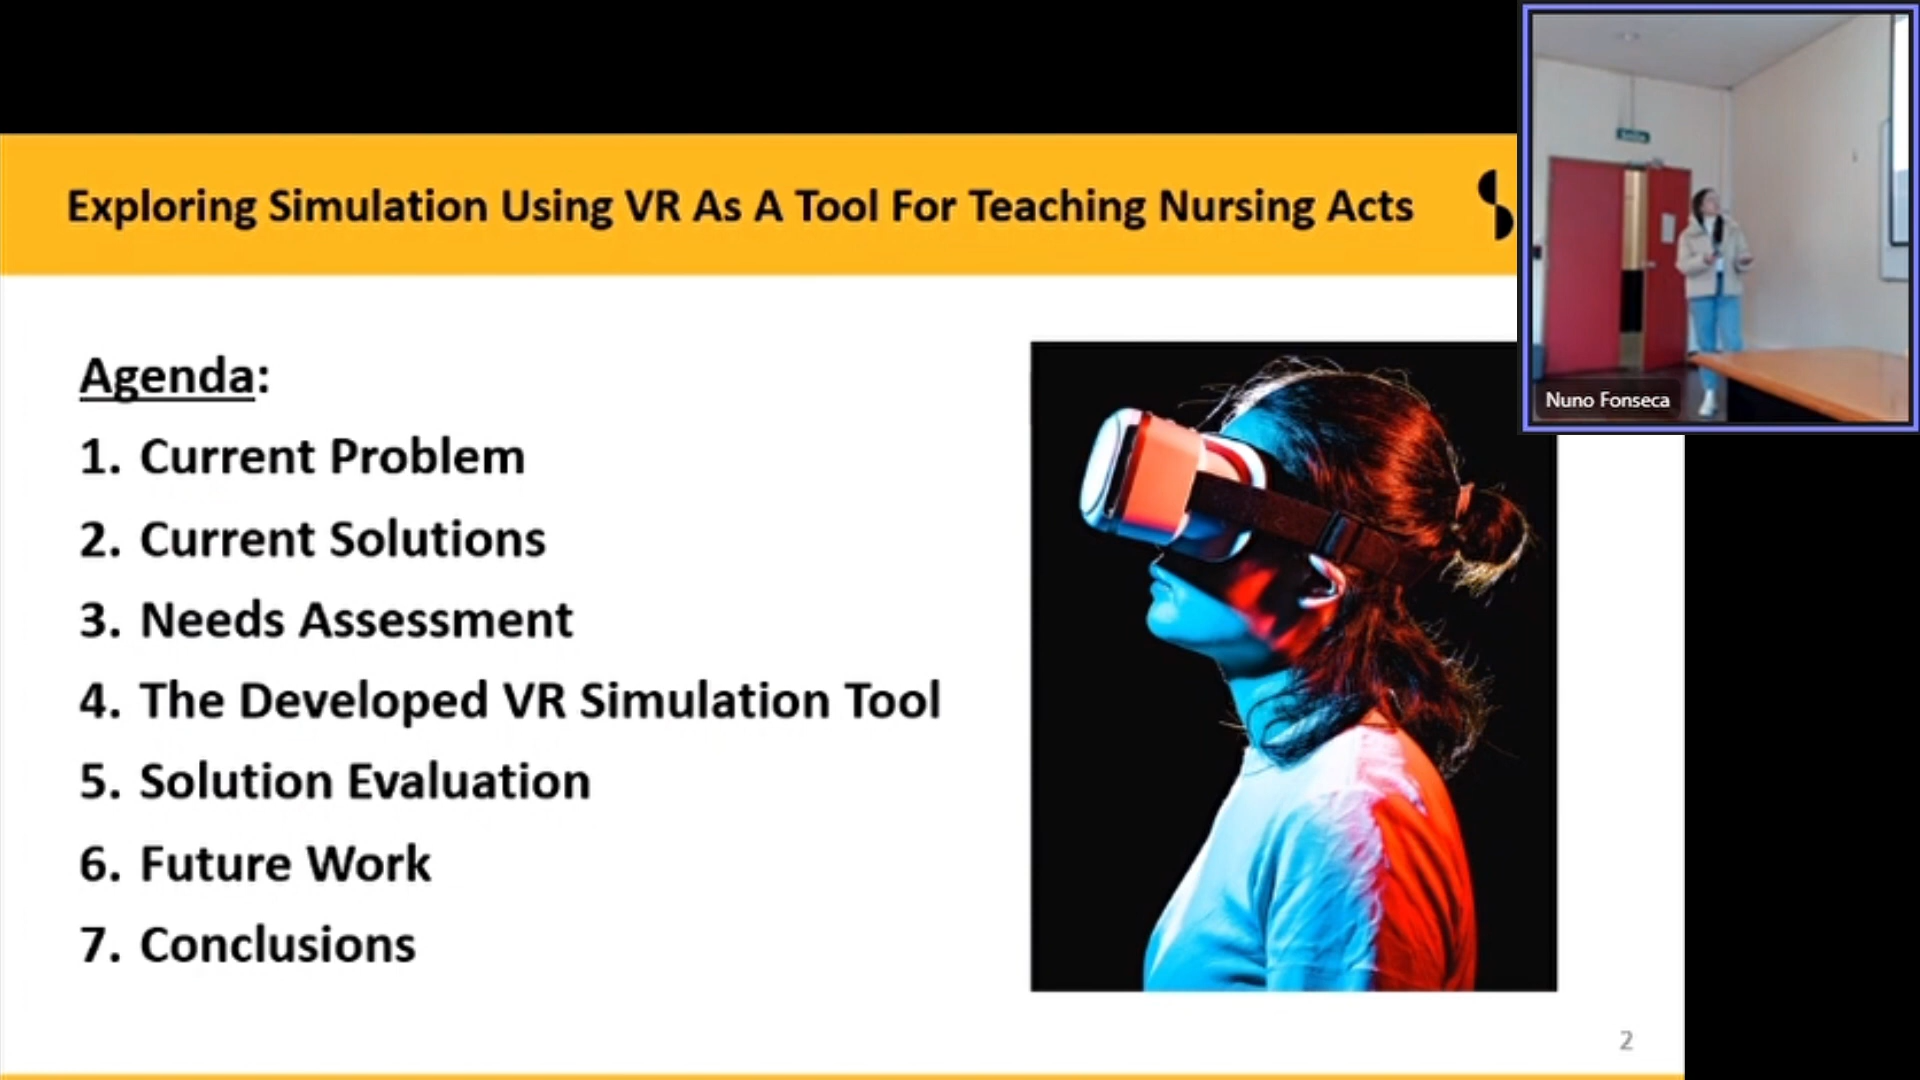 Exploring Simulation Using VR As A Tool For Teaching Nursing Acts
Agenda:
1. Current Problem
2. Current Solutions
3. Needs Assessment
4. The Developed VR Simulation Tool
5. Solution Evaluation
6. Future Work
7. Conclusions
2
Nuno Fonseca